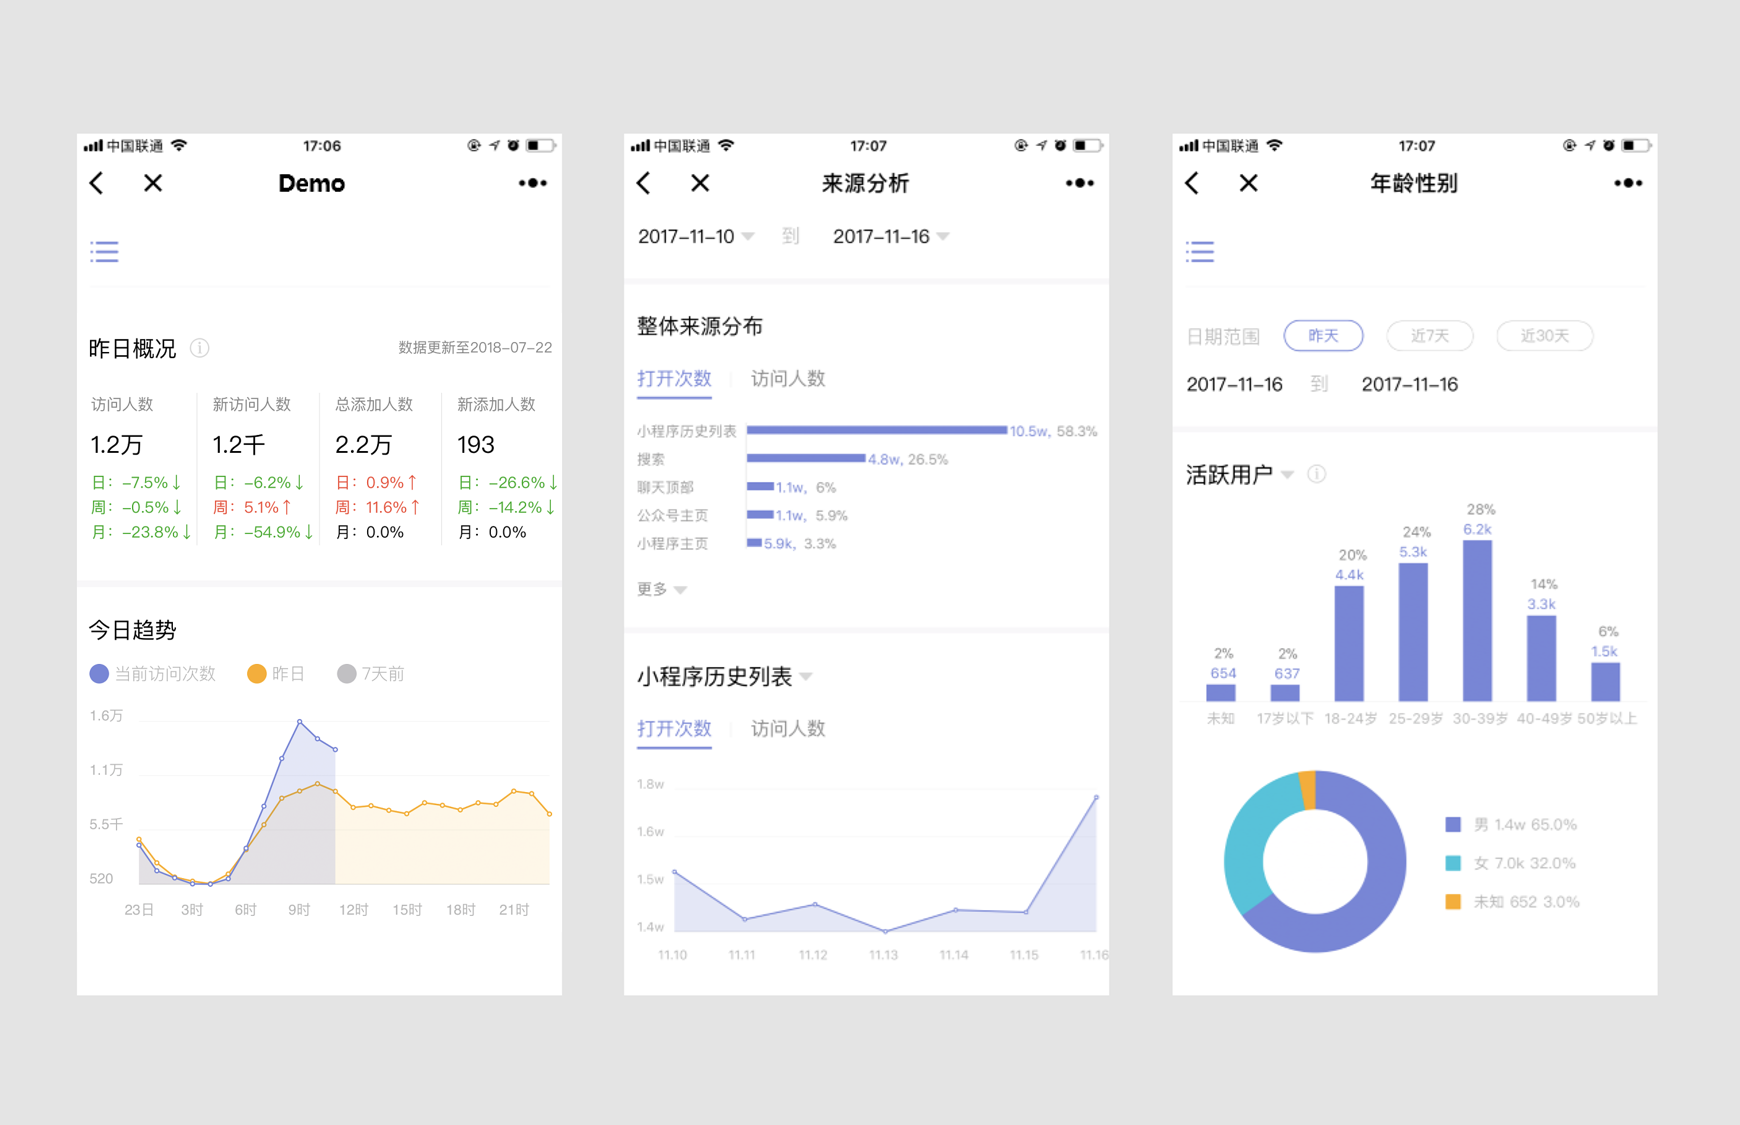 中国联通 17:06
Demo
昨日概况 数据更新至2018-07-22
访问人数 新访问人数 总添加人数 新添加人数
1.2万 1.2千 2.2万 193
日：-7.5%↓ 日：-6.2%↓ 日：0.9%↑ 日：-26.6%↓
周：-0.5%↓ 周：5.1%↑ 周：11.6%↑ 周：-14.2%↓
月：-23.8%↓ 月：-54.9%↓ 月：0.0% 月：0.0%
今日趋势
当前访问次数 昨日 7天前
1.6万
1.1万
5.5千
520
23日 3时 6时 9时 12时 15时 18时 21时
中国联通 17:07
来源分析
2017-11-10 到 2017-11-16
整体来源分布
打开次数 访问人数
小程序历史列表 10.5w, 58.3%
搜索 4.8w, 26.5%
聊天顶部 1.1w, 6%
公众号主页 1.1w, 5.9%
小程序主页 5.9k, 3.3%
更多
小程序历史列表
打开次数 访问人数
1.8w
1.6w
1.5w
1.4w
11.10 11.11 11.12 11.13 11.14 11.15 11.16
中国联通 17:07
年龄性别
日期范围 昨天 近7天 近30天
2017-11-16 到 2017-11-16
活跃用户
2% 2% 20% 24% 28% 14% 6%
654 637 4.4k 5.3k 6.2k 3.3k 1.5k
未知 17岁以下 18-24岁 25-29岁 30-39岁 40-49岁 50岁以上
男 1.4w 65.0%
女 7.0k 32.0%
未知 652 3.0%